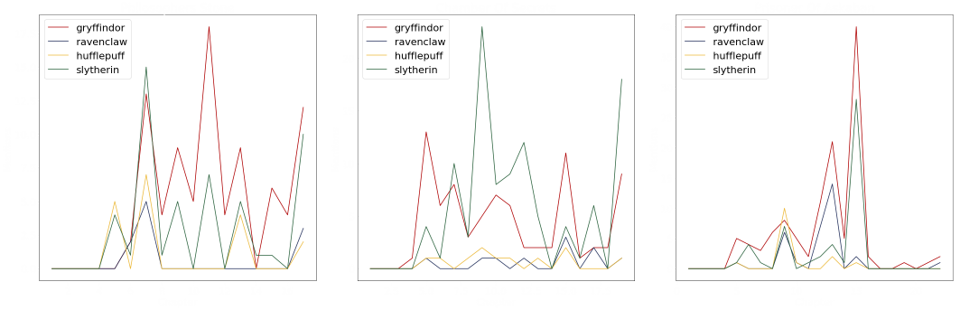 gryffindor
ravenclaw
hufflepuff
slytherin
gryffindor
ravenclaw
hufflepuff
slytherin
gryffindor
ravenclaw
hufflepuff
slytherin